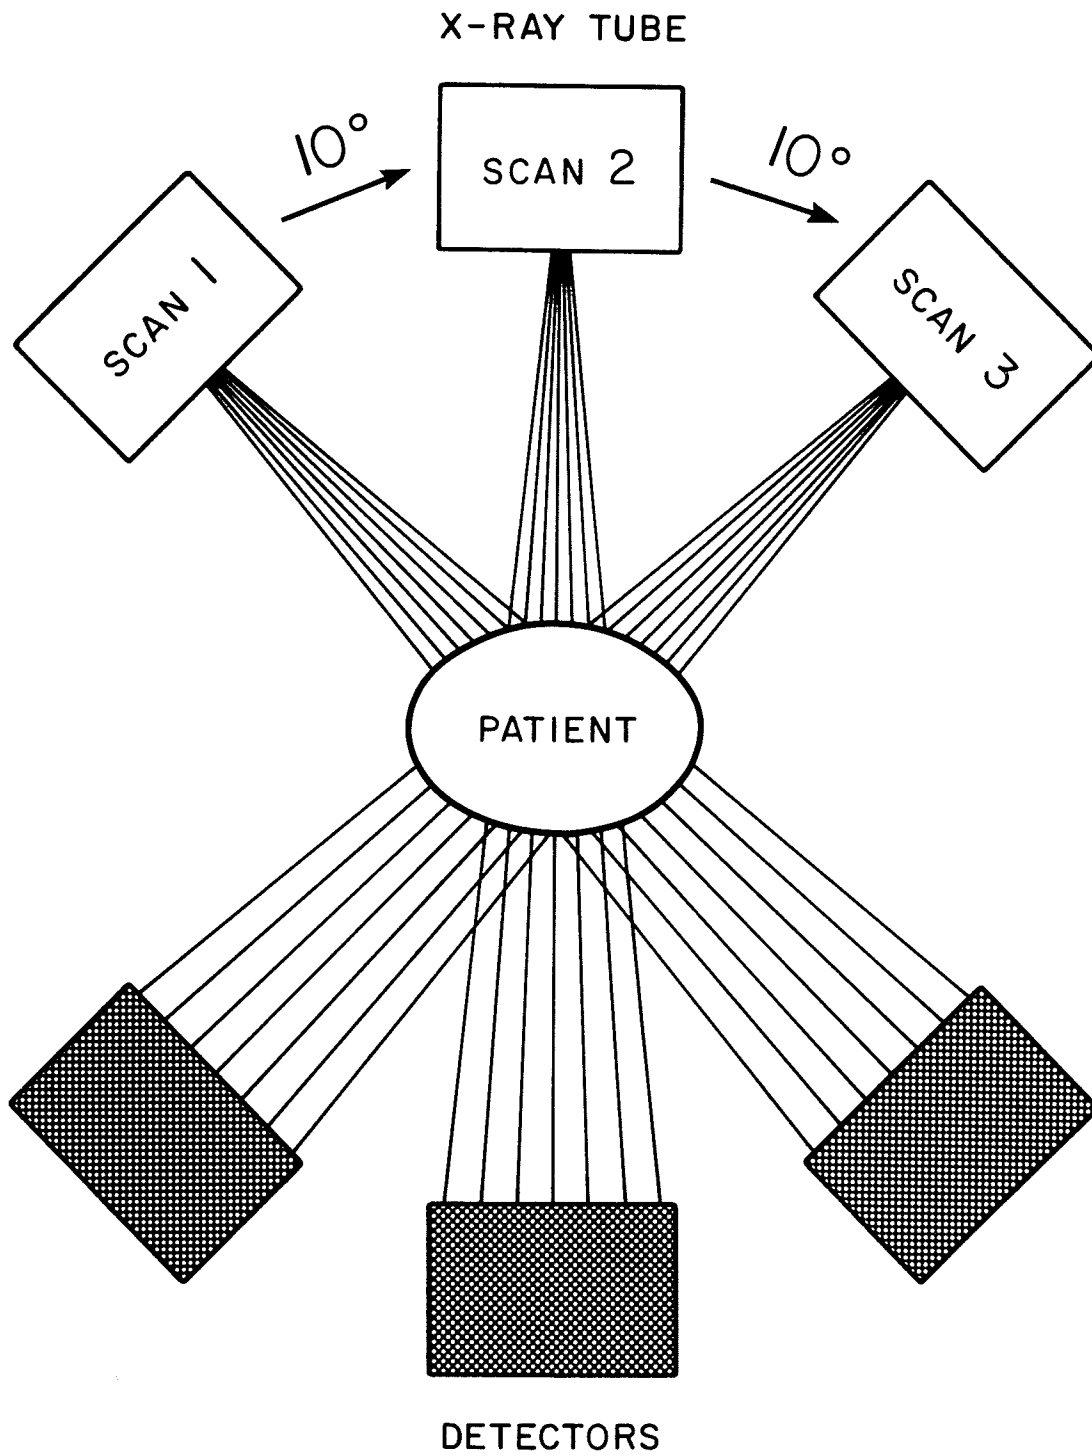 X-RAY TUBE
10°
10°
SCAN 1
SCAN 2
SCAN 3
PATIENT
DETECTORS